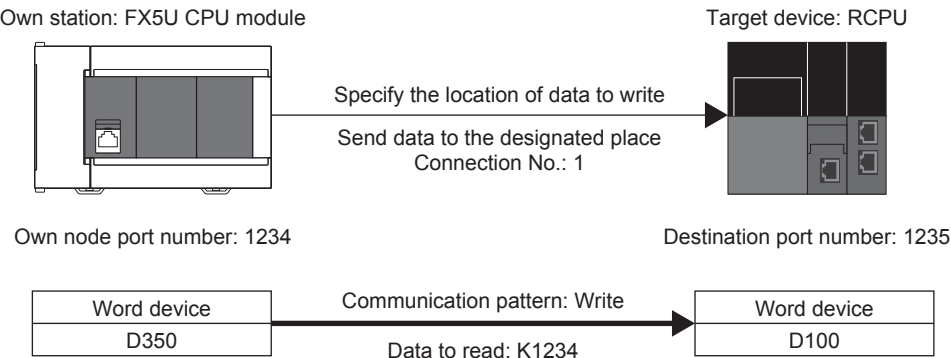 Own station: FX5U CPU module
Target device: RCPU
Specify the location of data to write
Send data to the designated place
Connection No.: 1
Own node port number: 1234
Destination port number: 1235
Word device
D350
Communication pattern: Write
Data to read: K1234
Word device
D100